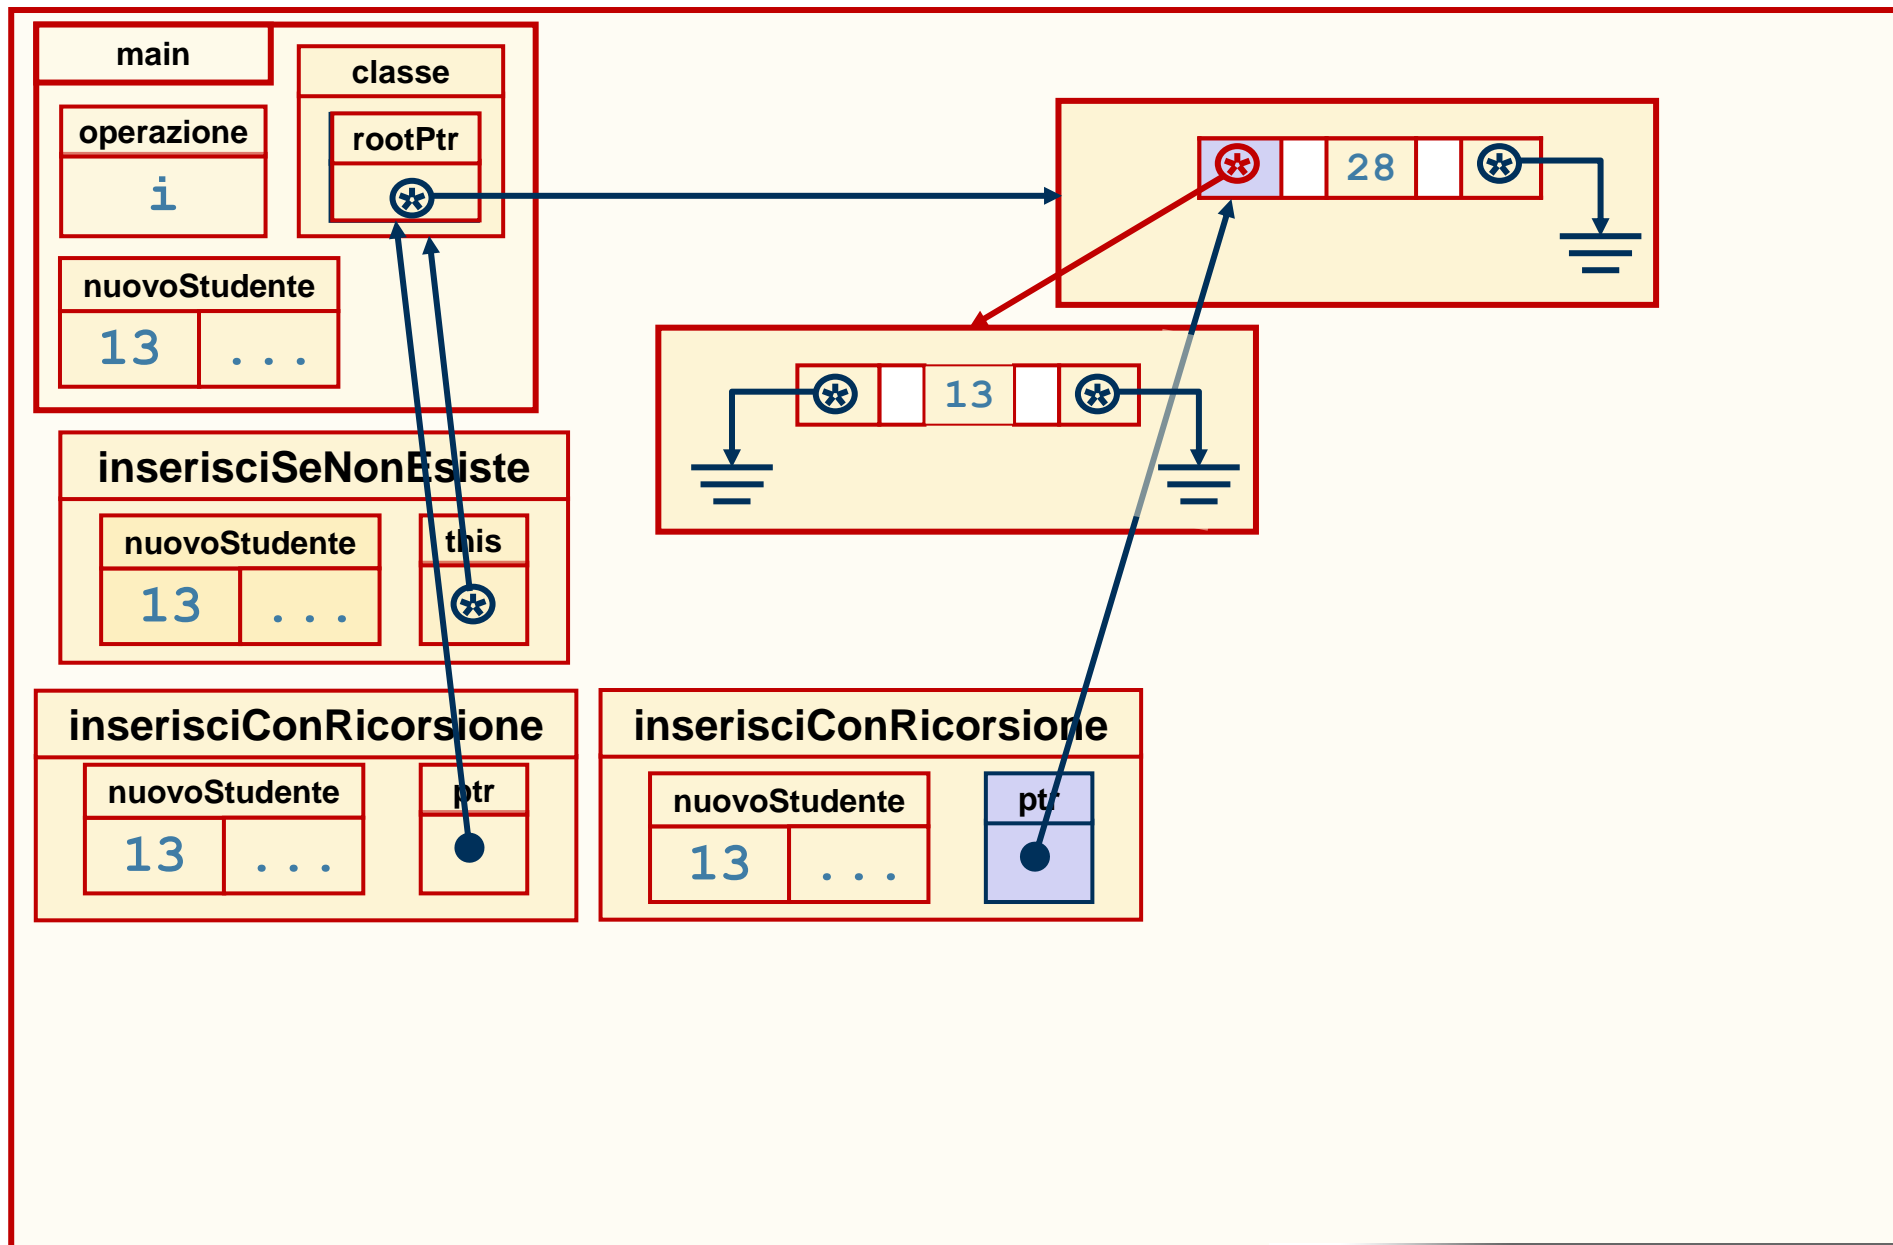 main
classe
operazione
rootPtr
i
28
nuovoStudente
13 ...
13
inserisciSeNonEsiste
nuovoStudente this
13 ...
inserisciConRicorsione
nuovoStudente ptr
13 ...
inserisciConRicorsione
nuovoStudente ptr
13 ...